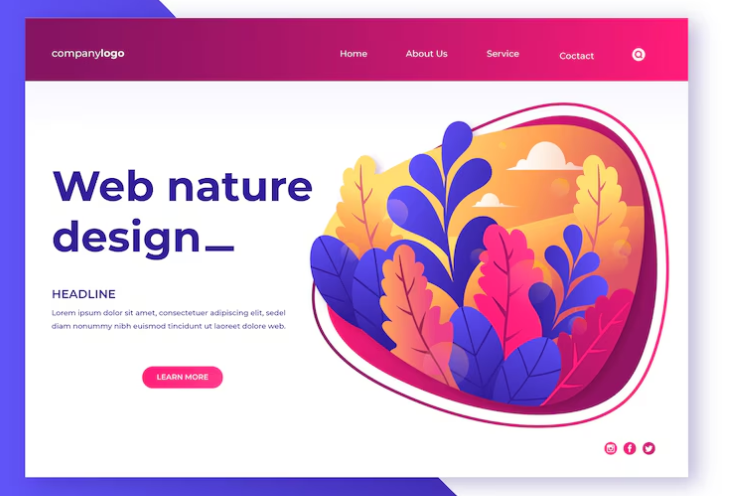 companylogo
Home About Us Service Coctact
Web nature
design_
HEADLINE
Lorem ipsum dolor sit amet, consectetuer adipiscing elit, sedel
diam nonummy nibh euismod tincidunt ut laoreet dolore web.
LEARN MORE